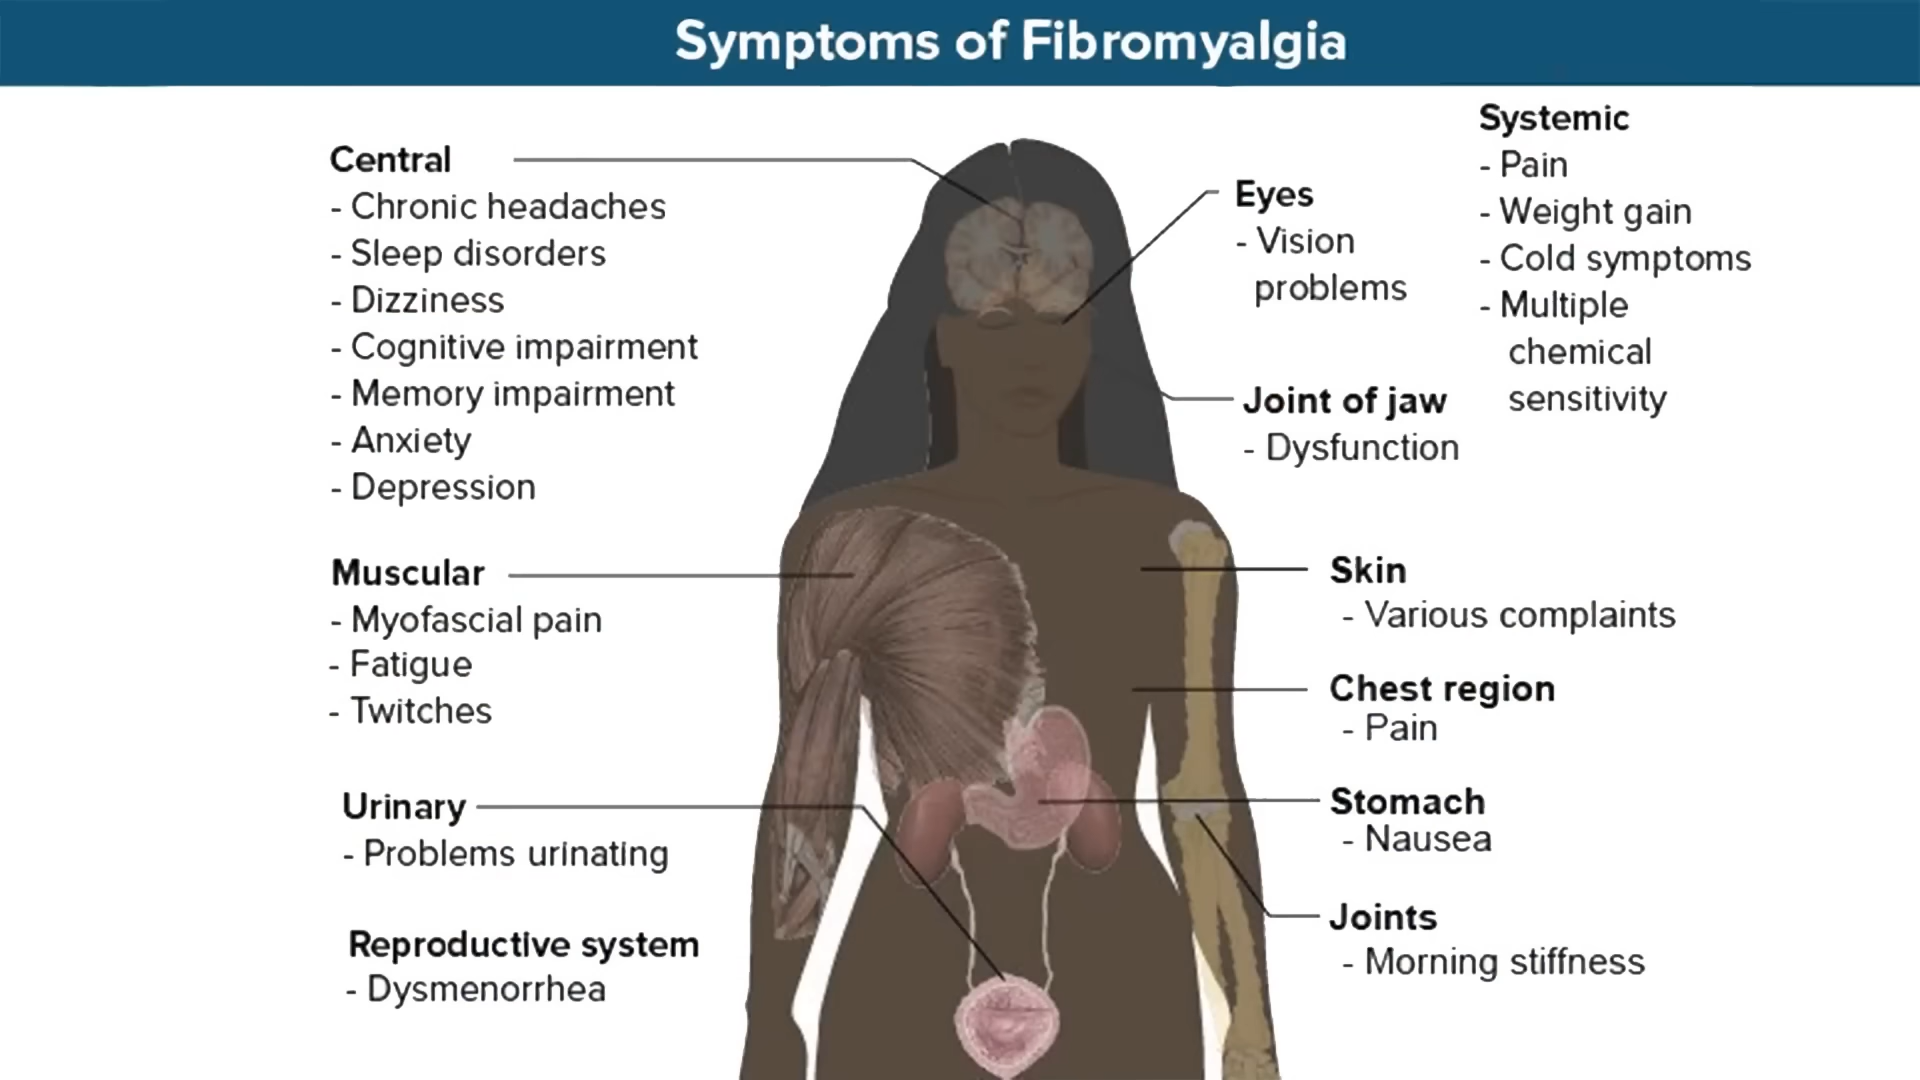 Symptoms of Fibromyalgia
Central
- Chronic headaches
- Sleep disorders
- Dizziness
- Cognitive impairment
- Memory impairment
- Anxiety
- Depression
Muscular
- Myofascial pain
- Fatigue
- Twitches
Urinary
- Problems urinating
Reproductive system
- Dysmenorrhea
Eyes
- Vision
problems
Joint of jaw
- Dysfunction
Systemic
- Pain
- Weight gain
- Cold symptoms
- Multiple
chemical
sensitivity
Skin
- Various complaints
Chest region
- Pain
Stomach
- Nausea
Joints
- Morning stiffness